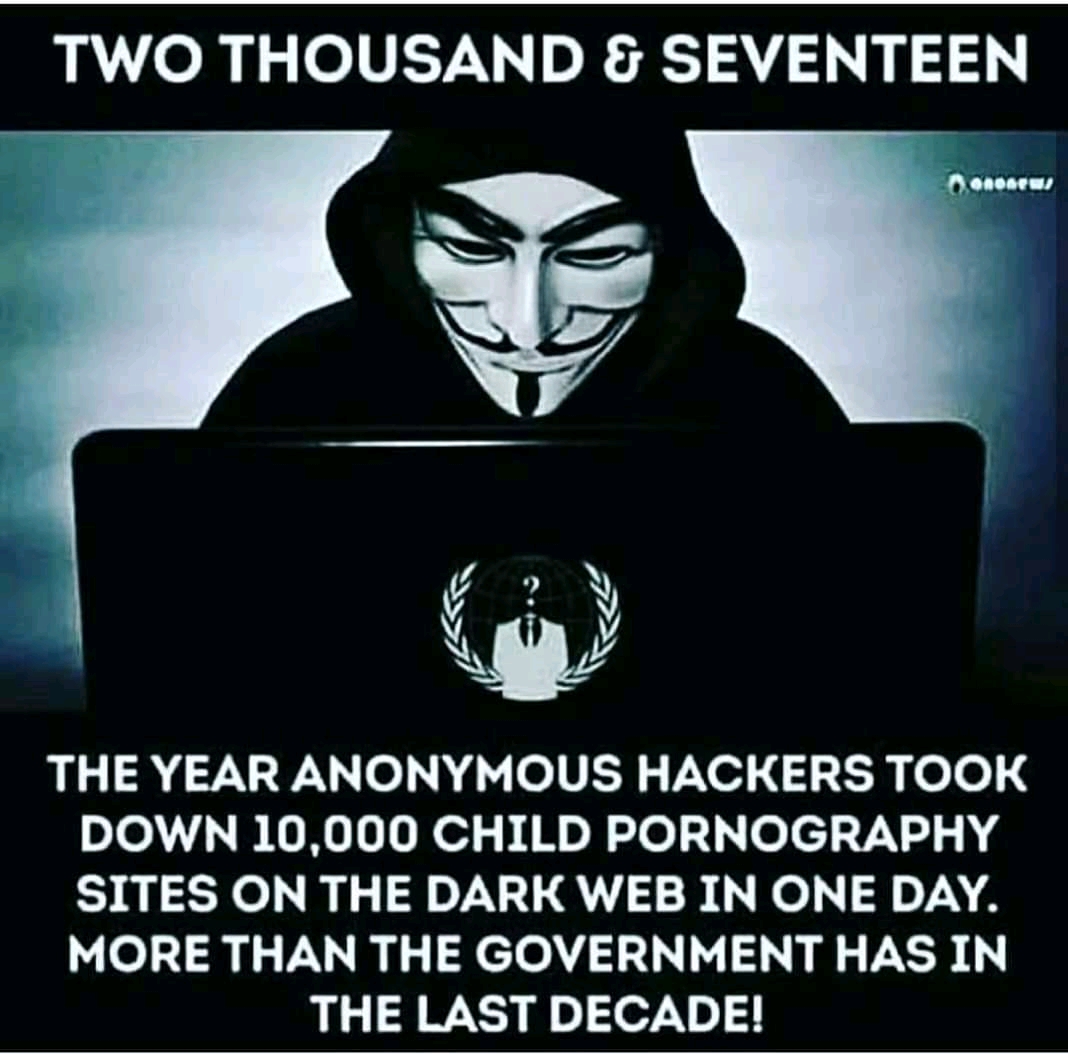 TWO THOUSAND & SEVENTEEN
anonews
?
THE YEAR ANONYMOUS HACKERS TOOK
DOWN 10,000 CHILD PORNOGRAPHY
SITES ON THE DARK WEB IN ONE DAY.
MORE THAN THE GOVERNMENT HAS IN
THE LAST DECADE!